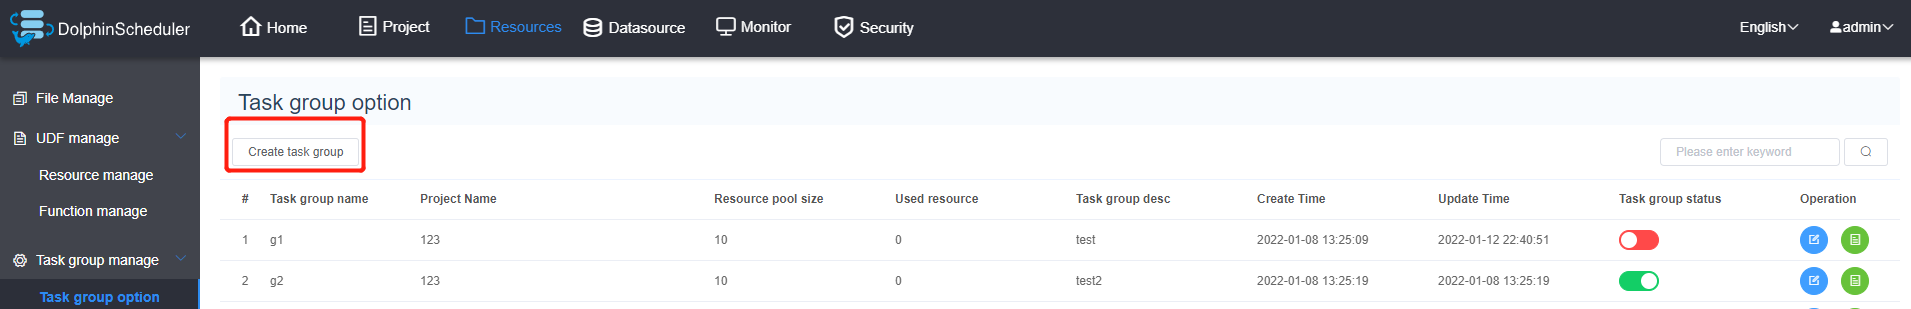 DolphinScheduler Home Project Resources Datasource Monitor Security English admin
File Manage
UDF manage
Resource manage
Function manage
Task group manage
Task group option
Task group option
Create task group Please enter keyword
# Task group name Project Name Resource pool size Used resource Task group desc Create Time Update Time Task group status Operation
1 g1 123 10 0 test 2022-01-08 13:25:09 2022-01-12 22:40:51
2 g2 123 10 0 test2 2022-01-08 13:25:19 2022-01-08 13:25:19